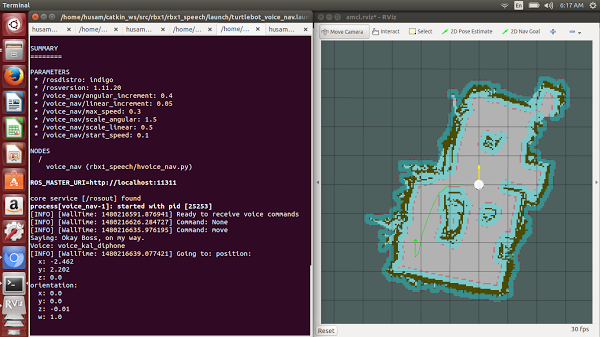 Terminal
En
6:17 AM
/home/husam/catkin_ws/src/rbx1/rbx1_speech/launch/turtlebot_voice_nav.lau
husam...
/home/...
husam...
/home/...
/home/...
husam...
SUMMARY
========
PARAMETERS
* /rosdistro: indigo
* /rosversion: 1.11.20
* /voice_nav/angular_increment: 0.4
* /voice_nav/linear_increment: 0.05
* /voice_nav/max_speed: 0.3
* /voice_nav/scale_angular: 1.5
* /voice_nav/scale_linear: 0.5
* /voice_nav/start_speed: 0.1
NODES
/
voice_nav (rbx1_speech/hvoice_nav.py)
ROS_MASTER_URI=http://localhost:11311
core service [/rosout] found
process[voice_nav-1]: started with pid [25253]
[INFO] [WallTime: 1480216591.876941] Ready to receive voice commands
[INFO] [WallTime: 1480216626.284727] Command: None
[INFO] [WallTime: 1480216635.976195] Command: move
Saying: Okay Boss, on my way.
Voice: voice_kal_diphone
[INFO] [WallTime: 1480216639.077421] Going to: position:
x: -2.462
y: 2.202
z: 0.0
orientation:
x: 0.0
y: 0.0
z: -0.01
w: 1.0
amcl.rviz* - RViz
Move Camera
Interact
Select
2D Pose Estimate
2D Nav Goal
Reset
30 fps
RViz